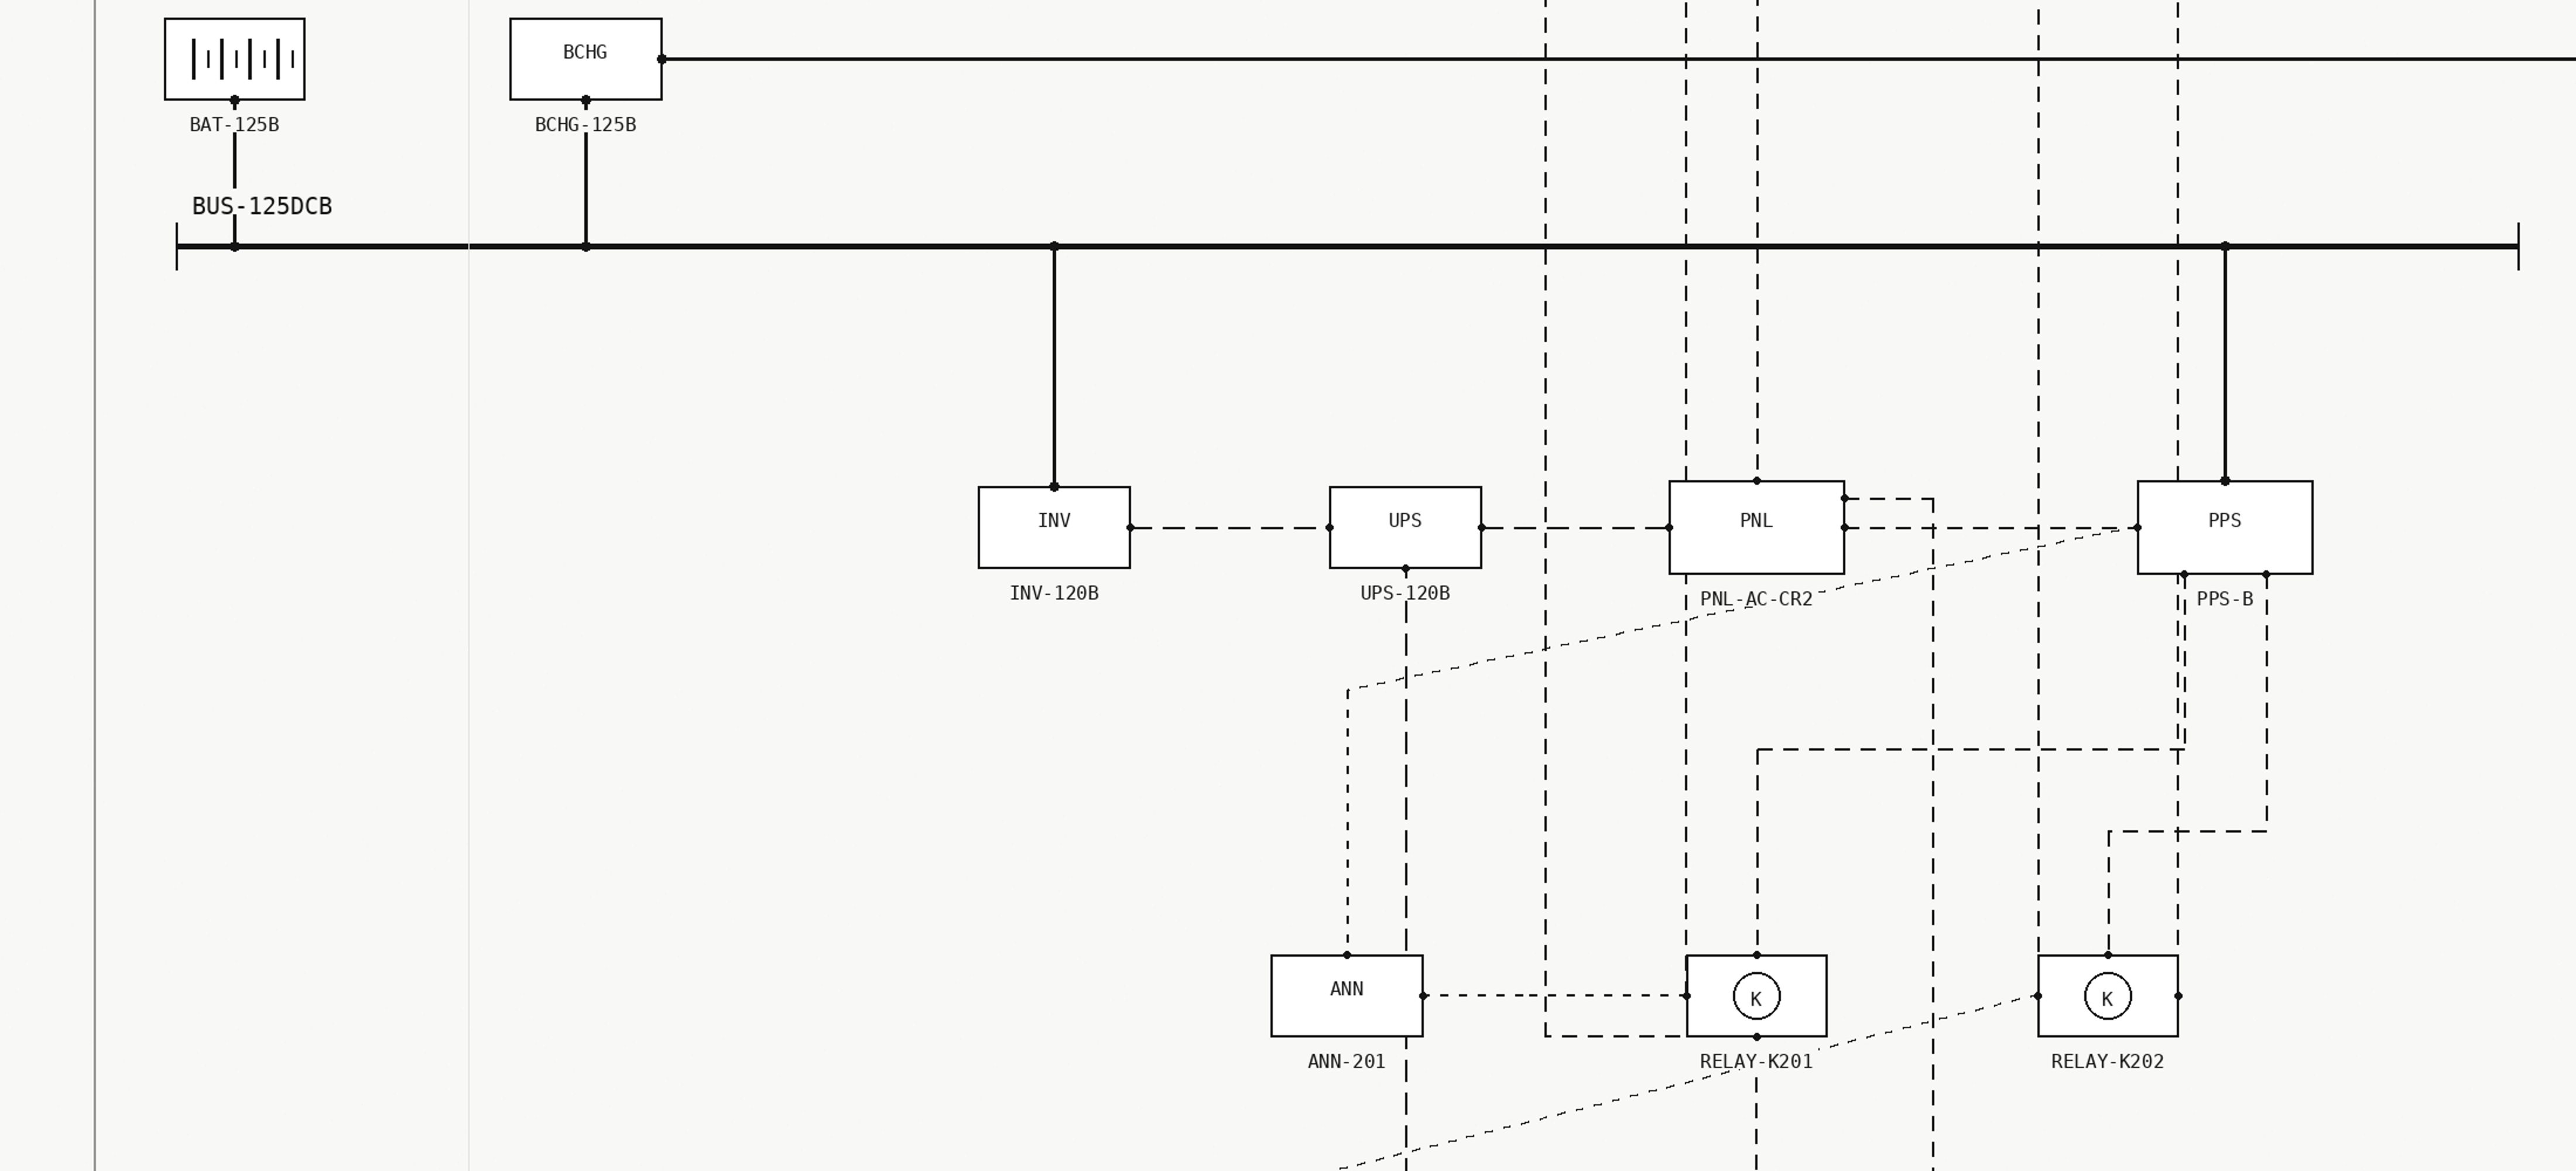 BCHG
BAT-125B
BCHG-125B
BUS-125DCB
INV
UPS
PNL
PPS
INV-120B
UPS-120B
PNL-AC-CR2
PPS-B
ANN
K
K
ANN-201
RELAY-K201
RELAY-K202